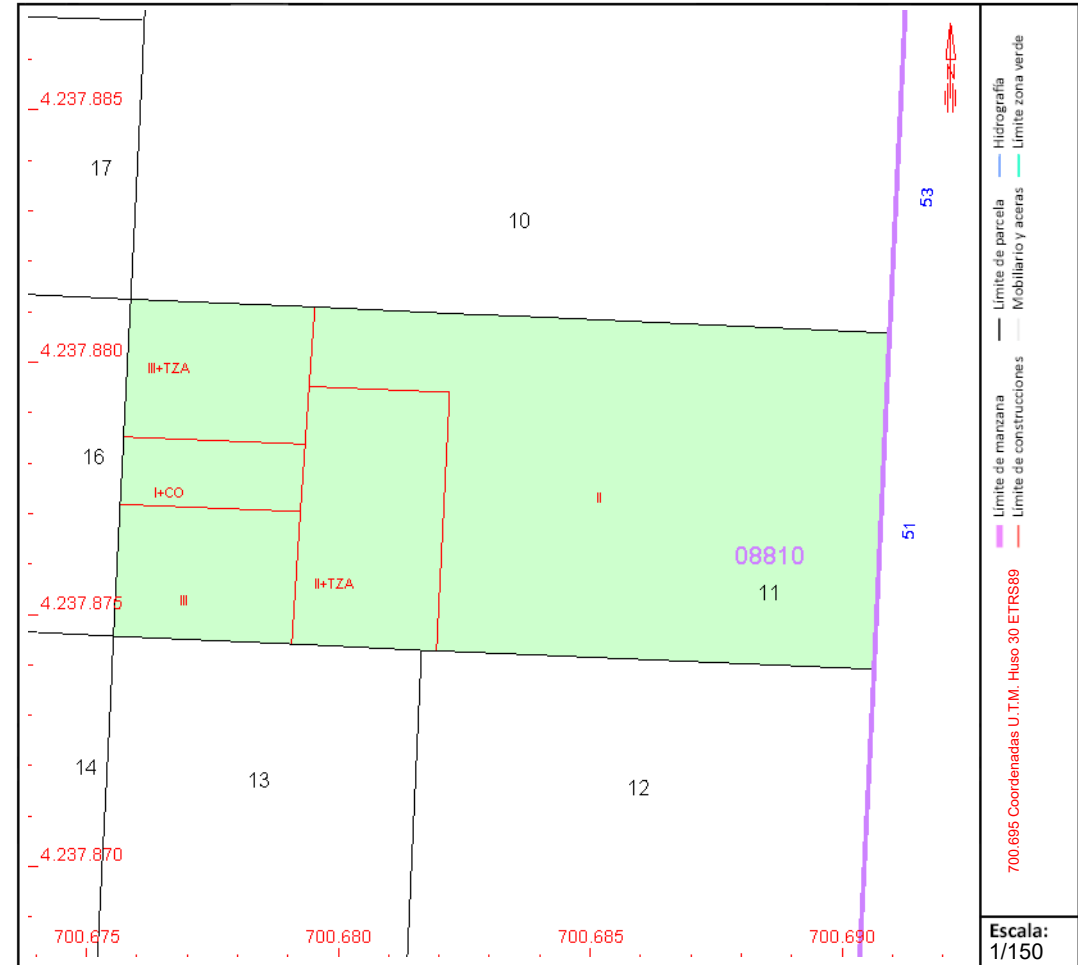 4.237.885
17
10
53
4.237.880
III+TZA
16
I+CO
II
51
08810
11
II+TZA
4.237.875
III
14
13
12
4.237.870
700.675
700.680
700.685
700.690
N
Hidrografía
Límite zona verde
Límite de parcela
Mobiliario y aceras
Límite de manzana
Límite de construcciones
700.695 Coordenadas U.T.M. Huso 30 ETRS89
Escala:
1/150